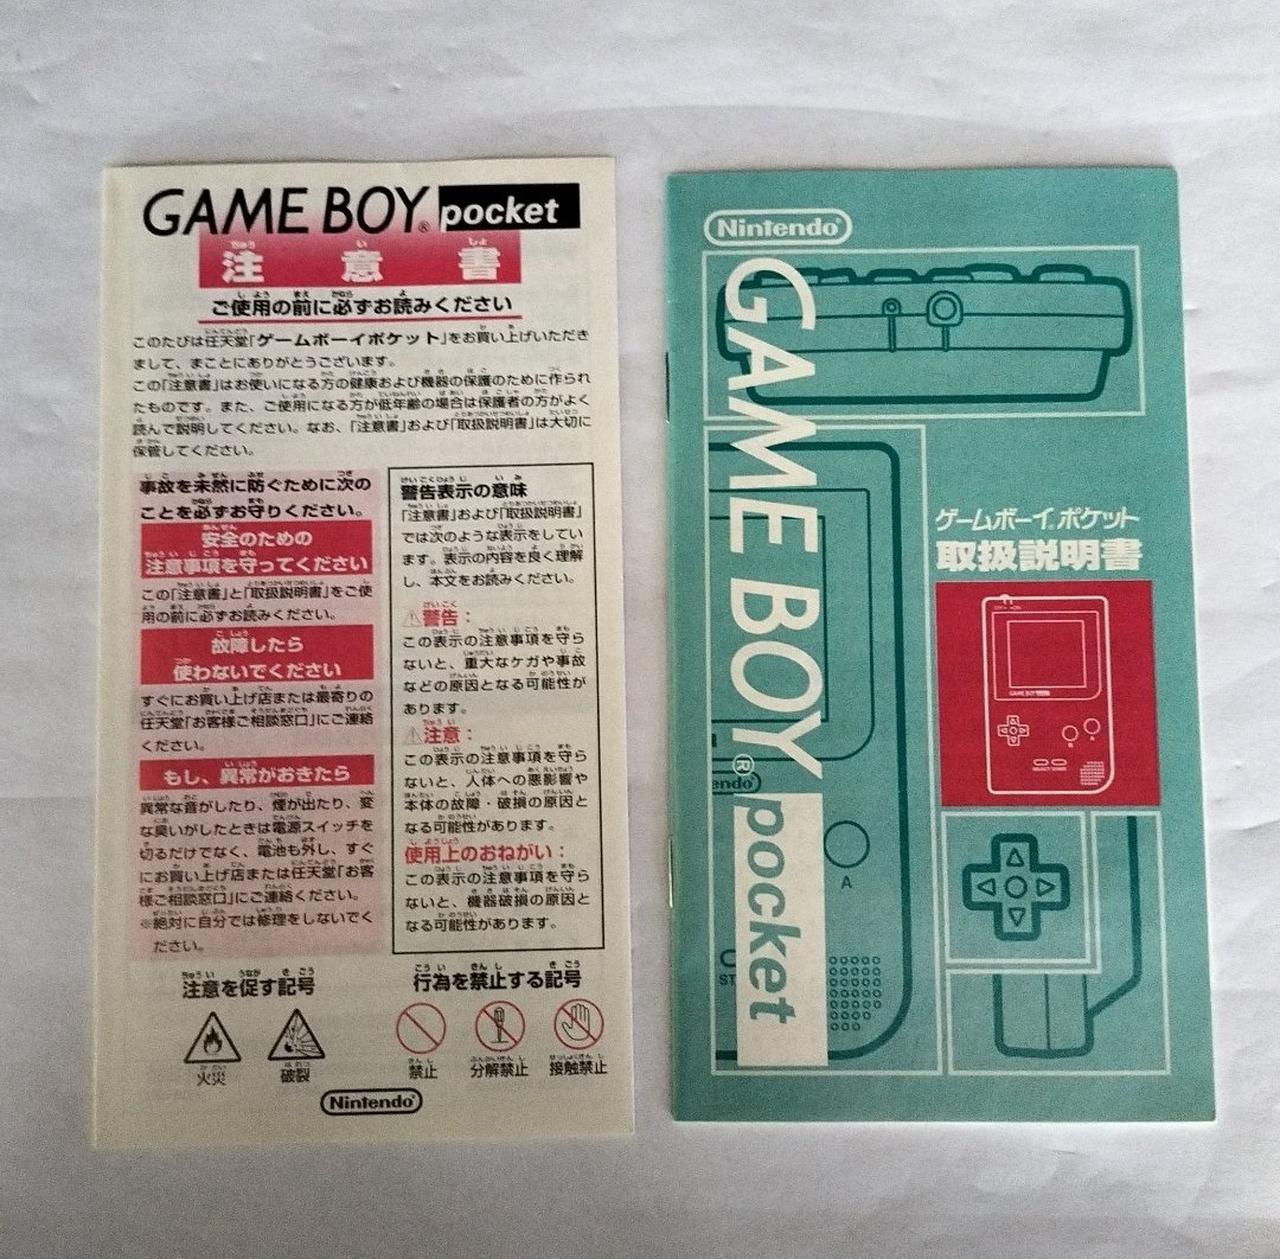 GAME BOY® pocket
注意書
ご使用の前に必ずお読みください
このたびは任天堂「ゲームボーイポケット」をお買い上げいただき
まして、まことにありがとうございます。
この「注意書」はお使いになる方の健康および機器の保護のために作られ
たものです。また、ご使用になる方が低年齢の場合は保護者の方がよく
読んで説明してください。なお、「注意書」および「取扱説明書」は大切に
保管してください。
事故を未然に防ぐために次の
ことを必ずお守りください。
安全のための
注意事項を守ってください
この「注意書」と「取扱説明書」をご使
用の前に必ずお読みください。
故障したら
使わないでください
すぐにお買い上げ店または最寄りの
任天堂「お客様ご相談窓口」にご連絡
ください。
もし、異常がおきたら
異常な音がしたり、煙が出たり、変
な臭いがしたときは電源スイッチを
切るだけでなく、電池も外し、すぐ
にお買い上げ店または任天堂「お客
様ご相談窓口」にご連絡ください。
※絶対に自分では修理をしないでく
ださい。
警告表示の意味
「注意書」および「取扱説明書」
では次のような表示をしてい
ます。表示の内容を良く理解
し、本文をお読みください。
⚠警告：
この表示の注意事項を守ら
ないと、重大なケガや事故
などの原因となる可能性が
あります。
⚠注意：
この表示の注意事項を守ら
ないと、人体への悪影響や
本体の故障・破損の原因と
なる可能性があります。
使用上のおねがい：
この表示の注意事項を守ら
ないと、機器破損の原因と
なる可能性があります。
注意を促す記号
火災
破裂
行為を禁止する記号
禁止
分解禁止
接触禁止
Nintendo®
Nintendo®
GAME BOY® pocket
ゲームボーイ®ポケット
取扱説明書
GAME BOY
B
A
SELECT START
endo®
A
ST